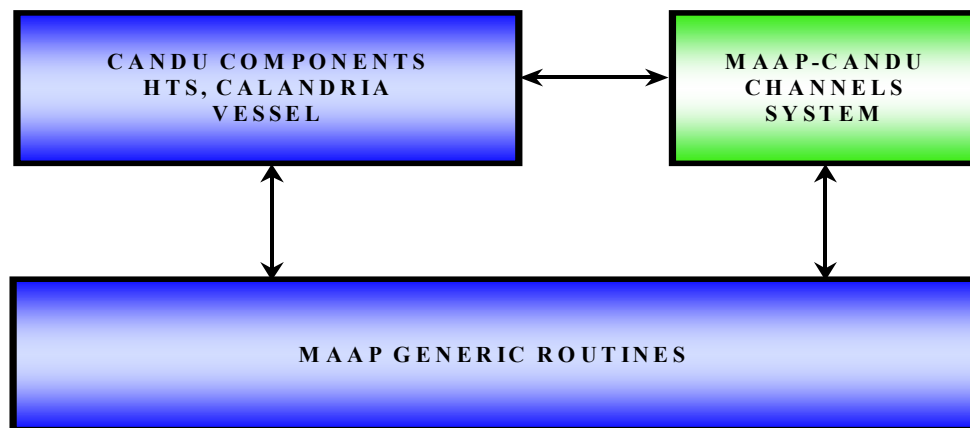 CANDU COMPONENTS
HTS, CALANDRIA
VESSEL
MAAP-CANDU
CHANNELS
SYSTEM
MAAP GENERIC ROUTINES